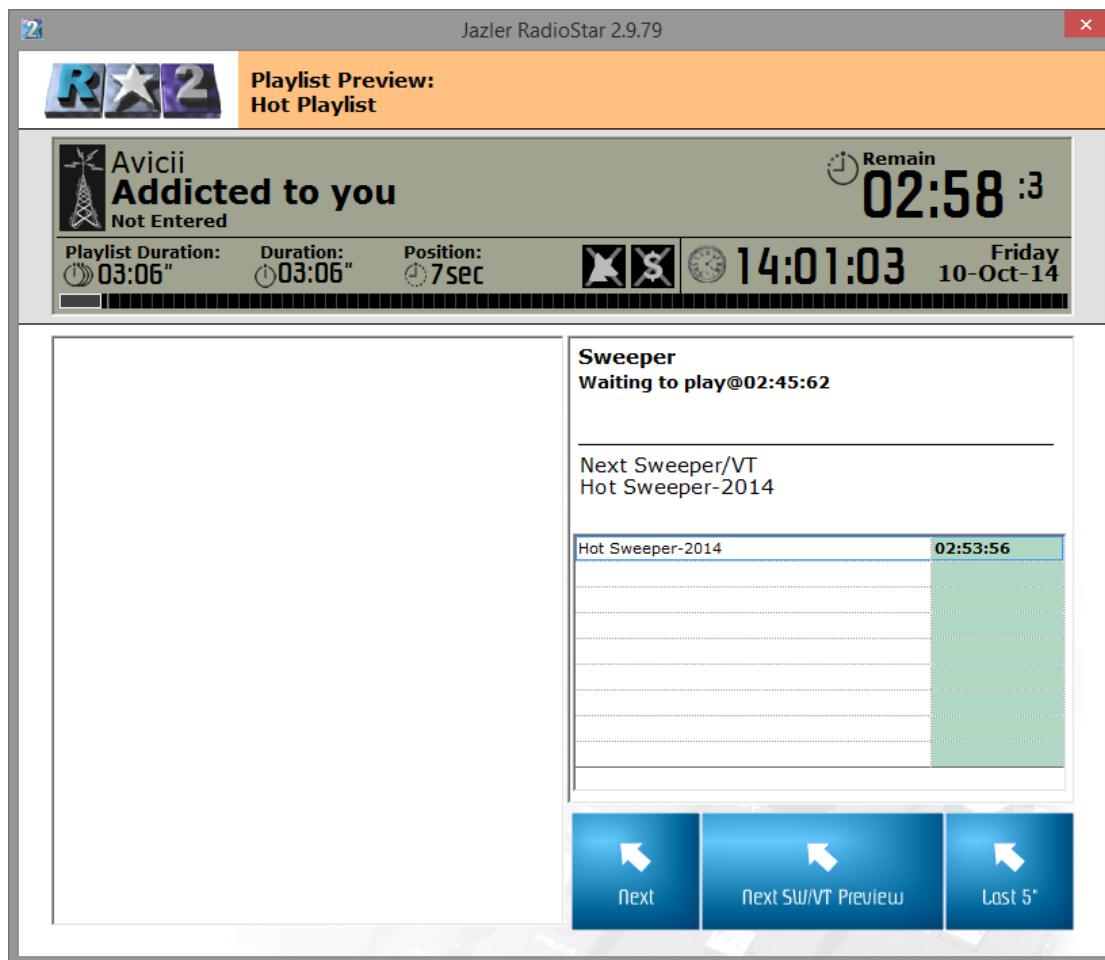 Jazler RadioStar 2.9.79
R 2
Playlist Preview:
Hot Playlist
Avicii
Addicted to you
Not Entered
Remain
02:58 :3
Playlist Duration:
03:06"
Duration:
03:06"
Position:
7sec
$
14:01:03
Friday
10-Oct-14
Sweeper
Waiting to play@02:45:62
Next Sweeper/VT
Hot Sweeper-2014
Hot Sweeper-2014 02:53:56
Next
Next SW/VT Preview
Last 5"